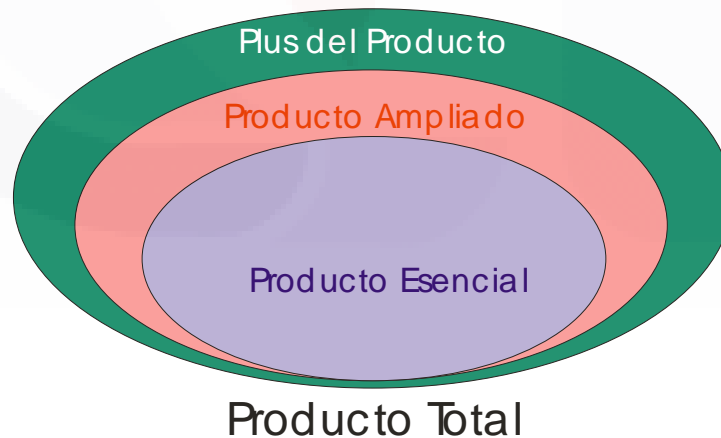 Plus del Producto
Producto Ampliado
Producto Esencial
Producto Total